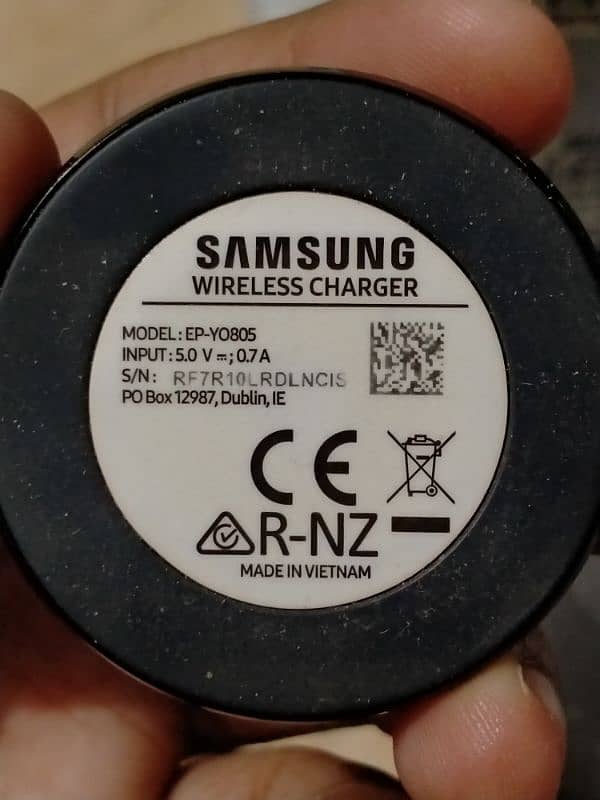 SAMSUNG
WIRELESS CHARGER
MODEL: EP-YO805
INPUT: 5.0 V ⎓; 0.7 A
S/N: RF7R10LRDLNCIS
PO Box 12987, Dublin, IE
CE
R-NZ
MADE IN VIETNAM